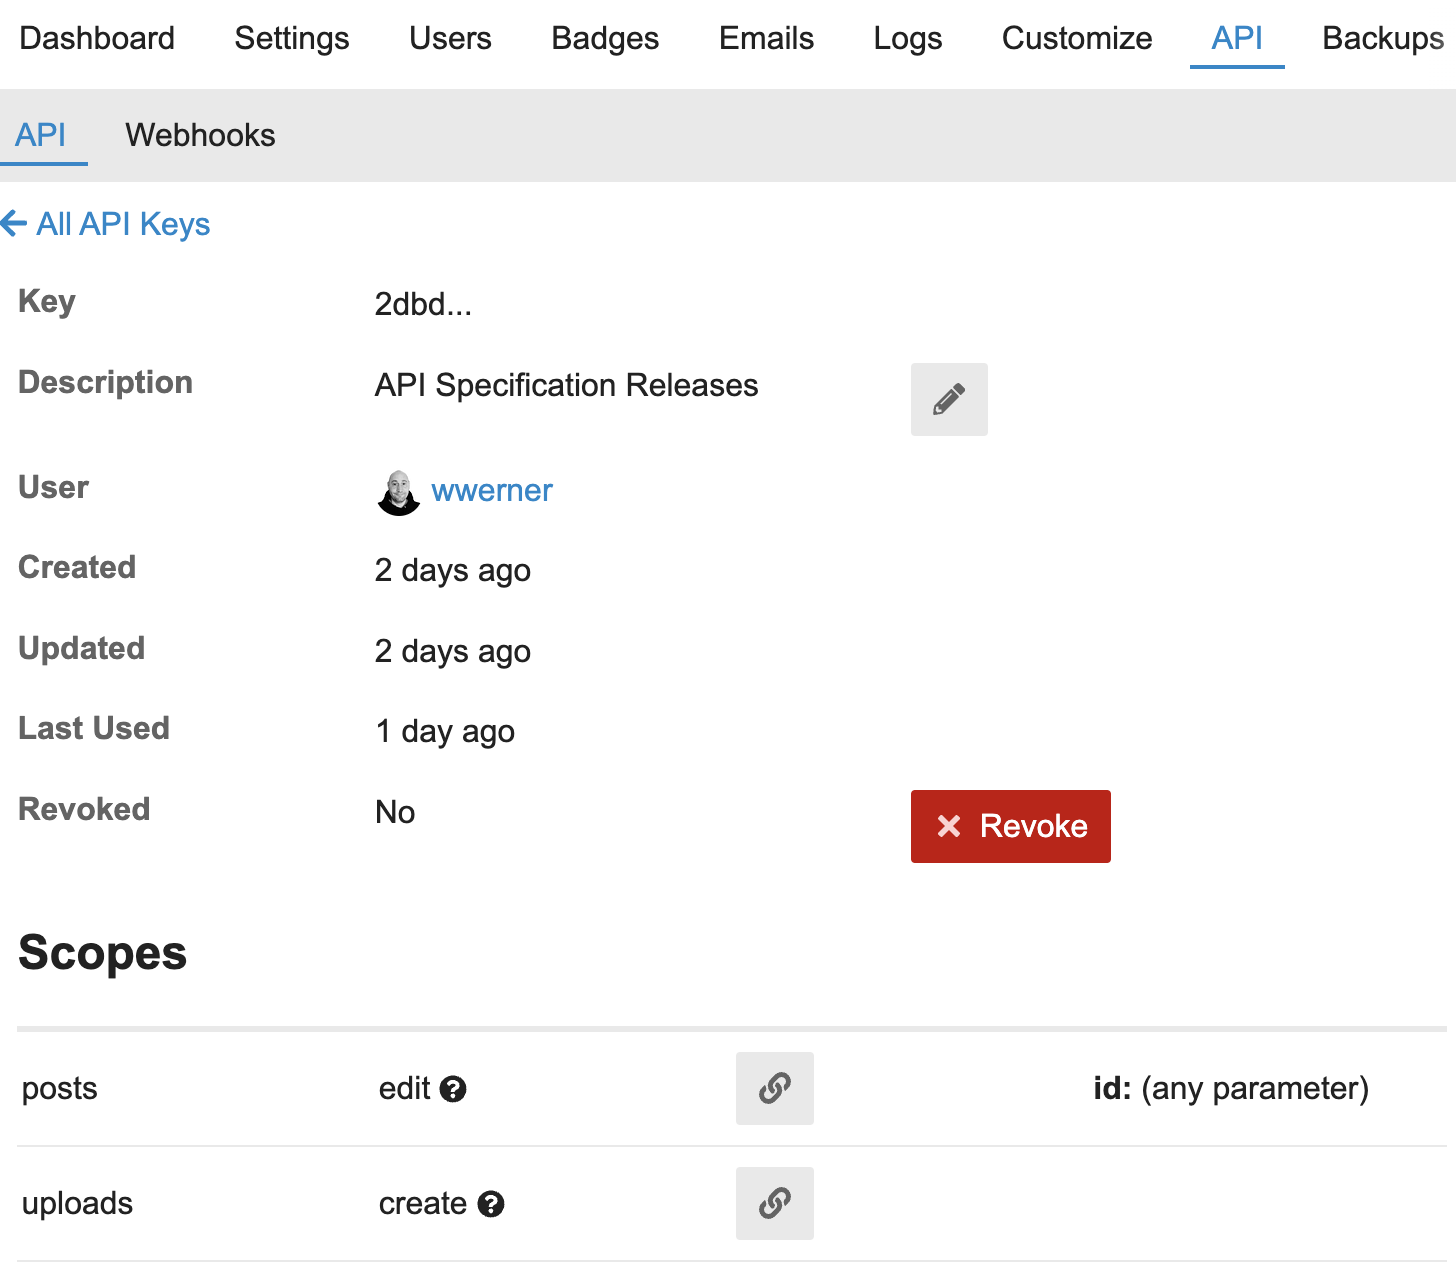 Dashboard Settings Users Badges Emails Logs Customize API Backups
API Webhooks
All API Keys
Key 2dbd...
Description API Specification Releases
User wwerner
Created 2 days ago
Updated 2 days ago
Last Used 1 day ago
Revoked No Revoke
Scopes
posts edit ? id: (any parameter)
uploads create ?